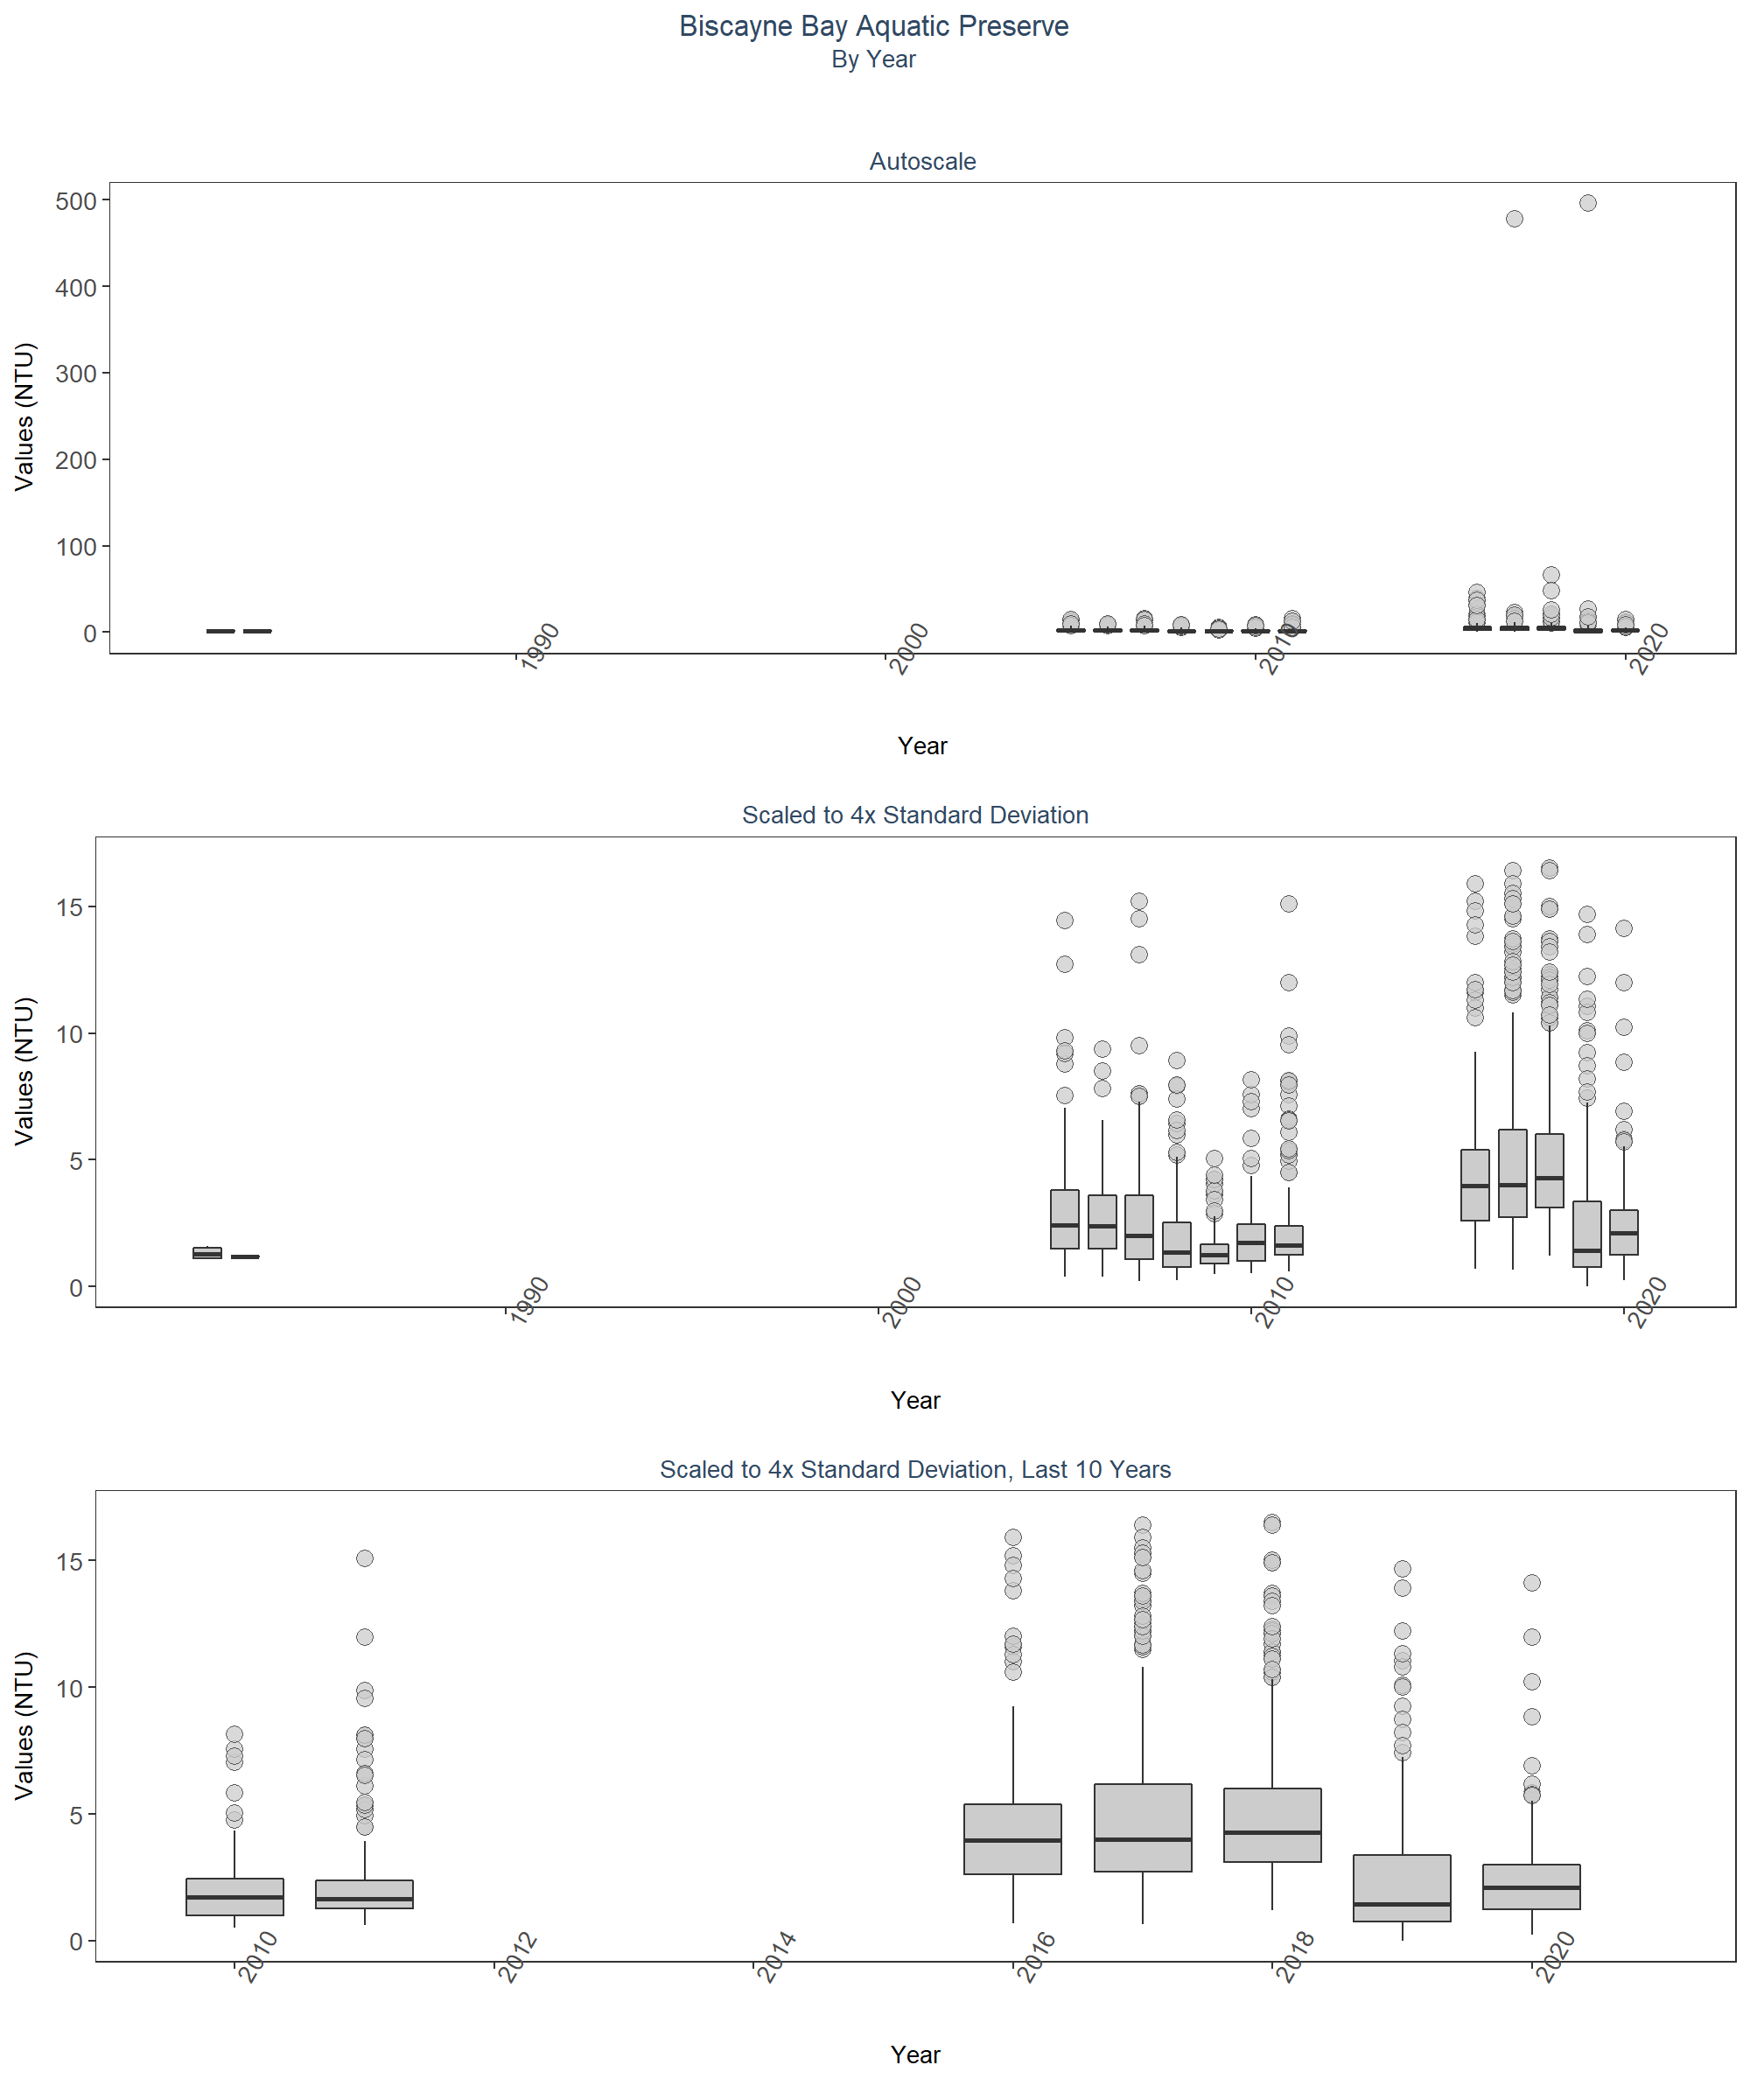 Biscayne Bay Aquatic Preserve
By Year
Autoscale
Values (NTU)
500
400
300
200
100
0
1990
2000
2010
2020
Year
Scaled to 4x Standard Deviation
Values (NTU)
15
10
5
0
1990
2000
2010
2020
Year
Scaled to 4x Standard Deviation, Last 10 Years
Values (NTU)
15
10
5
0
2010
2012
2014
2016
2018
2020
Year